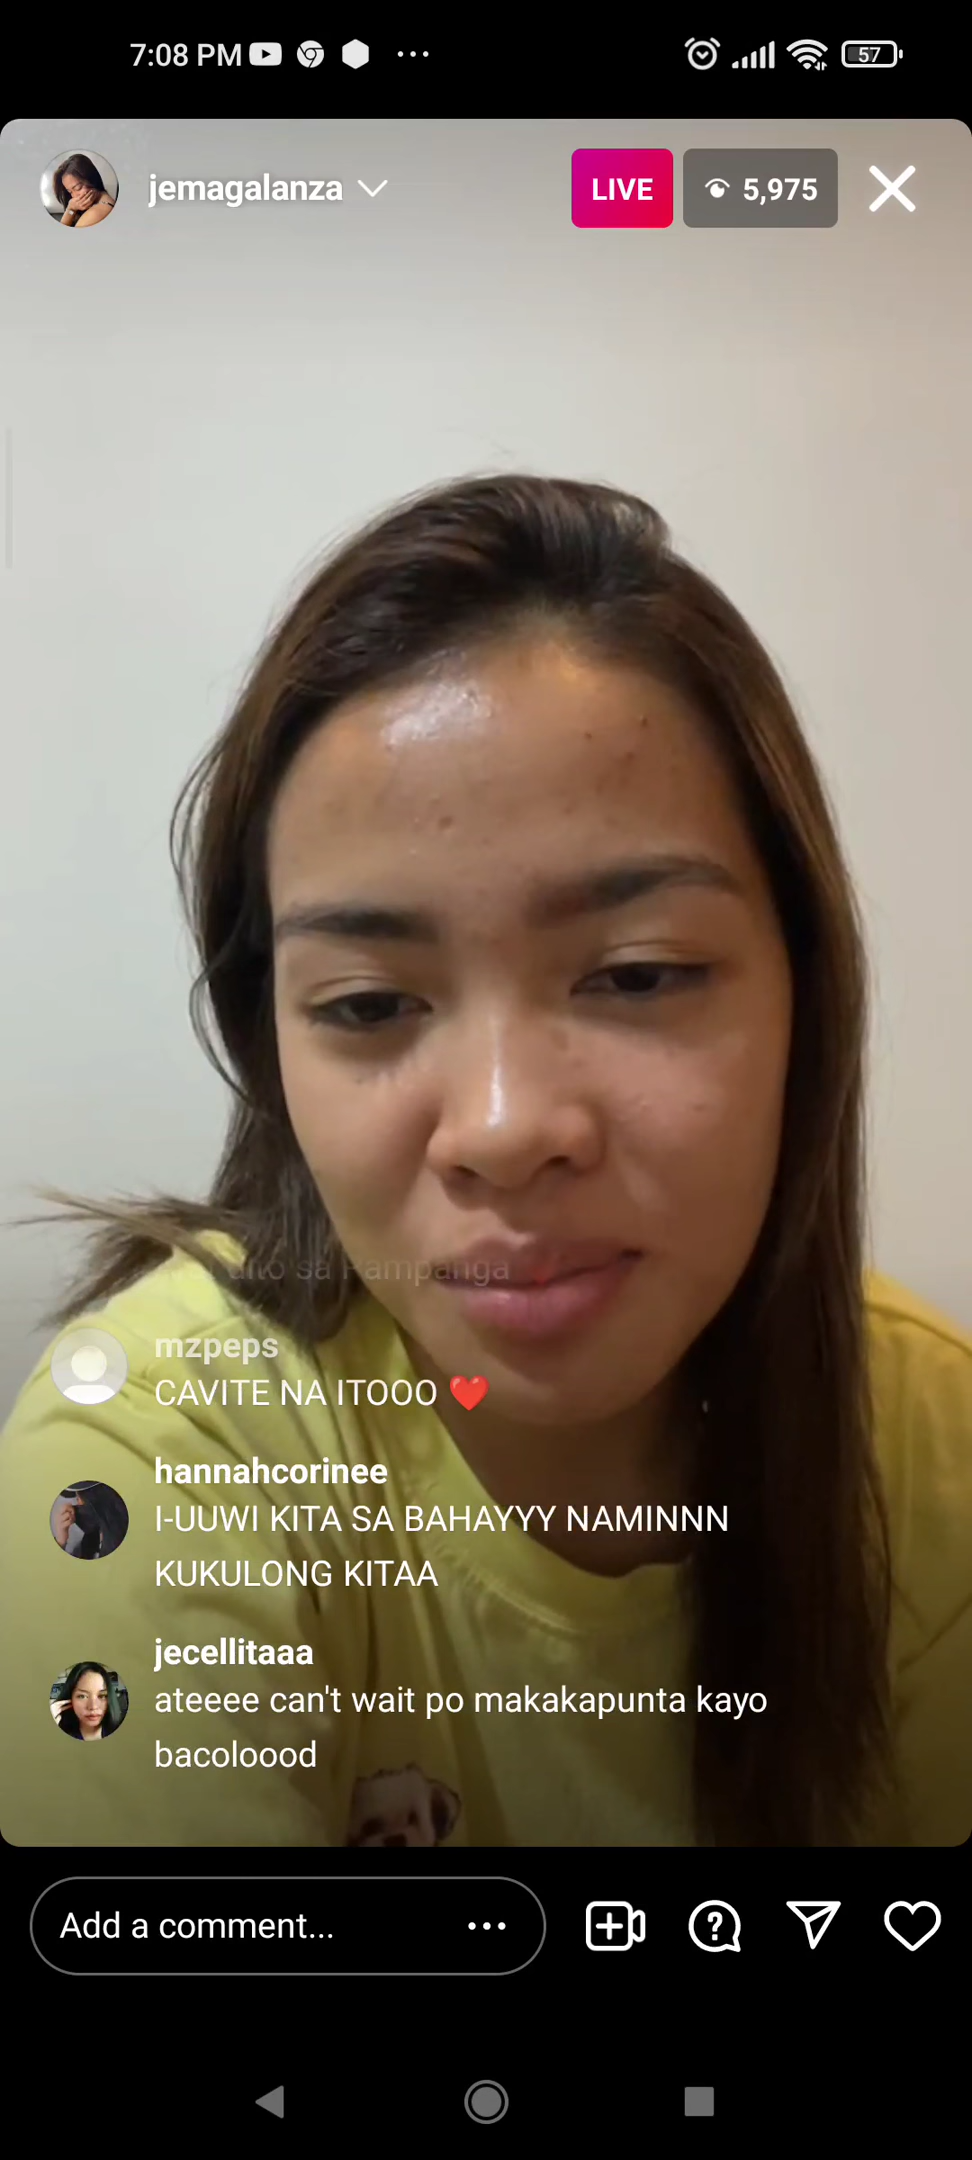 7:08 PM
57
jemagalanza
LIVE
5,975
uno sa Pampanga
mzpeps
CAVITE NA ITOOO ❤️
hannahcorinee
I-UUWI KITA SA BAHAYYY NAMINNN
KUKULONG KITAA
jecellitaaa
ateeee can't wait po makakapunta kayo
bacoloood
Add a comment...